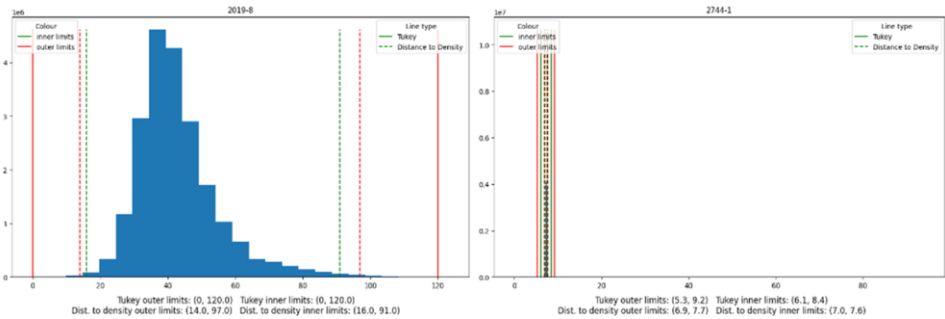 2019-8
1e6
Colour
inner limits
outer limits
Line type
Tukey
Distance to Density
4
3
2
1
0
0 20 40 60 80 100 120
Tukey outer limits: (0, 120.0) Tukey inner limits: (0, 120.0)
Dist. to density outer limits: (14.0, 97.0) Dist. to density inner limits: (16.0, 91.0)
2744-1
1e7
Colour
inner limits
outer limits
Line type
Tukey
Distance to Density
1.0
0.8
0.6
0.4
0.2
0.0
0 20 40 60 80
Tukey outer limits: (5.3, 9.2) Tukey inner limits: (6.1, 8.4)
Dist. to density outer limits: (6.9, 7.7) Dist. to density inner limits: (7.0, 7.6)